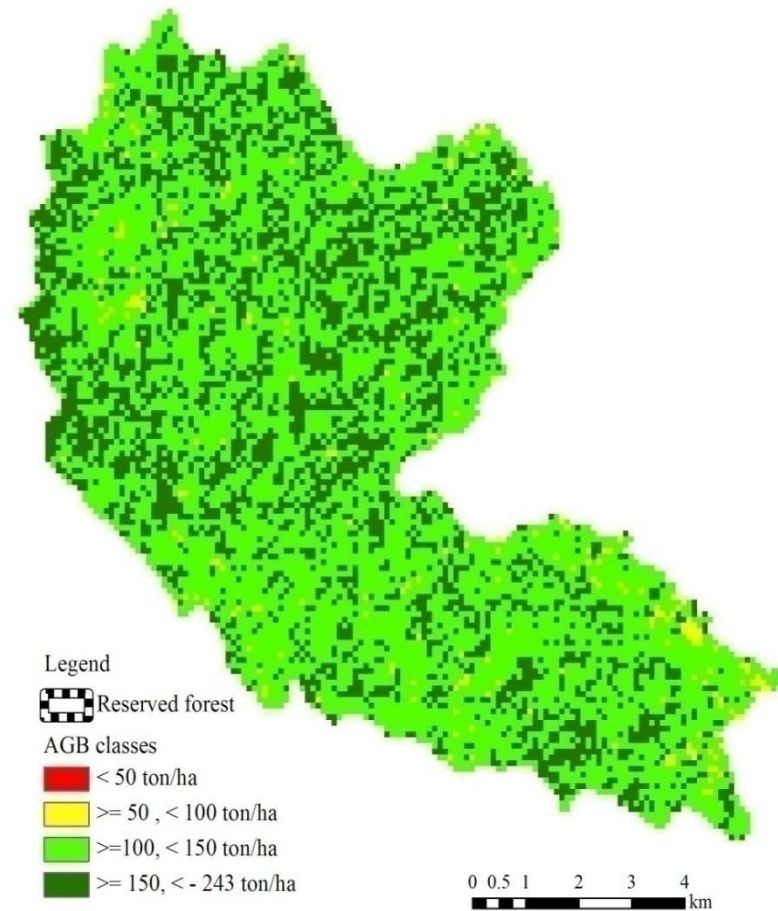 Legend
Reserved forest
AGB classes
< 50 ton/ha
>= 50 , < 100 ton/ha
>=100, < 150 ton/ha
>= 150, < - 243 ton/ha
0 0.5 1 2 3 4
km